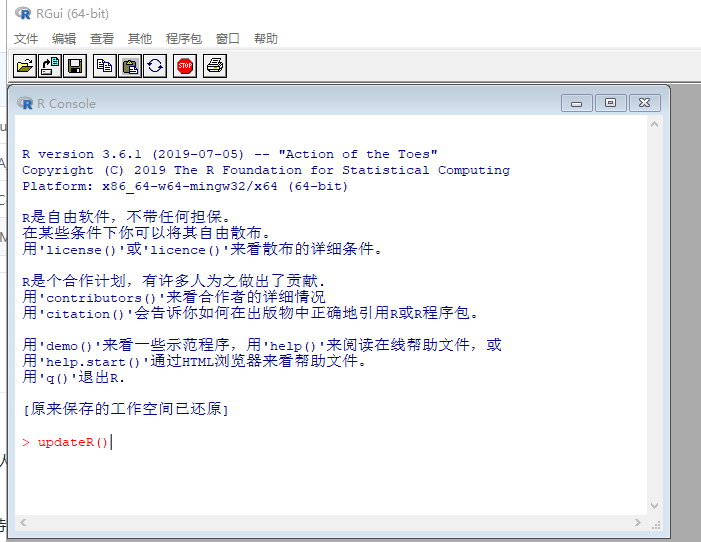 RGui (64-bit)
文件 编辑 查看 其他 程序包 窗口 帮助
STOP
R Console
R version 3.6.1 (2019-07-05) -- "Action of the Toes"
Copyright (C) 2019 The R Foundation for Statistical Computing
Platform: x86_64-w64-mingw32/x64 (64-bit)
R是自由软件，不带任何担保。
在某些条件下你可以将其自由散布。
用'license()'或'licence()'来看散布的详细条件。
R是个合作计划，有许多人为之做出了贡献.
用'contributors()'来看合作者的详细情况
用'citation()'会告诉你如何在出版物中正确地引用R或R程序包。
用'demo()'来看一些示范程序，用'help()'来阅读在线帮助文件，或
用'help.start()'通过HTML浏览器来看帮助文件。
用'q()'退出R.
[原来保存的工作空间已还原]
> updateR()